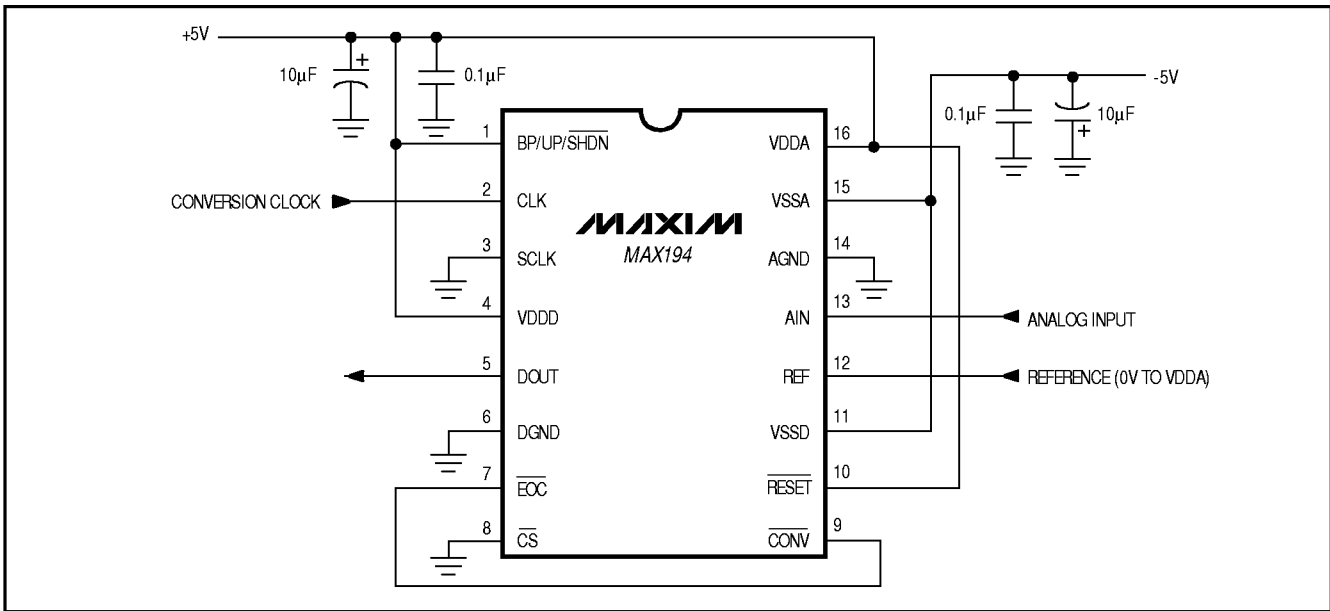 +5V
10µF
+
0.1µF
-5V
0.1µF
10µF
+
1
BP/UP/SHDN
VDDA
16
CONVERSION CLOCK
2
CLK
VSSA
15
MAXIM
MAX194
3
SCLK
AGND
14
4
VDDD
AIN
13
ANALOG INPUT
5
DOUT
REF
12
REFERENCE (0V TO VDDA)
6
DGND
VSSD
11
7
EOC
RESET
10
8
CS
CONV
9